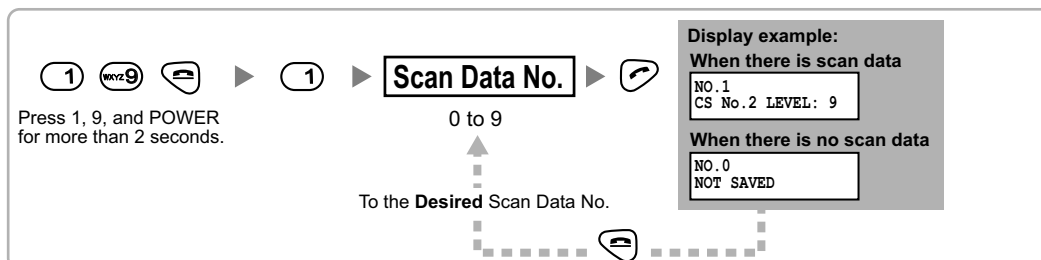 1 WXYZ 9
1
Scan Data No.
0 to 9
Press 1, 9, and POWER
for more than 2 seconds.
To the Desired Scan Data No.
Display example:
When there is scan data
NO.1
CS No.2 LEVEL: 9
When there is no scan data
NO.0
NOT SAVED